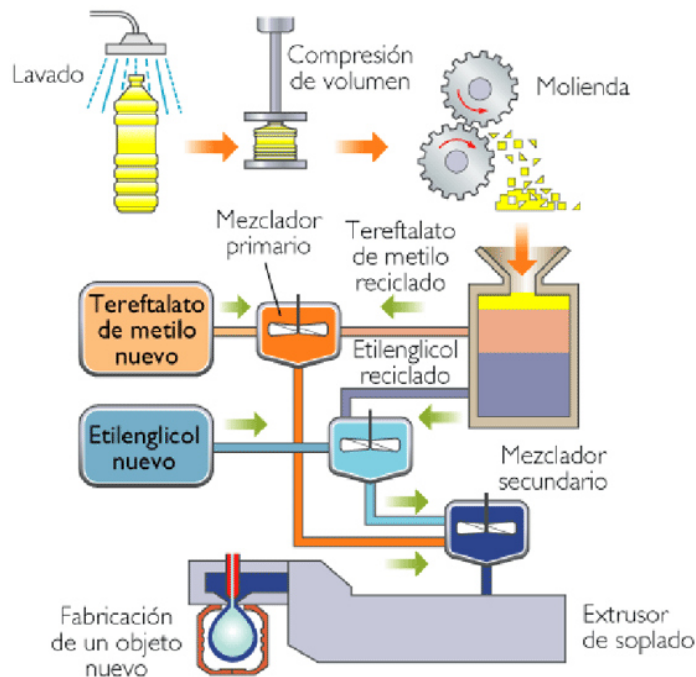 Lavado
Compresión
de volumen
Molienda
Mezclador
primario
Tereftalato
de metilo
reciclado
Tereftalato
de metilo
nuevo
Etilenglicol
reciclado
Etilenglicol
nuevo
Mezclador
secundario
Fabricación
de un objeto
nuevo
Extrusor
de soplado